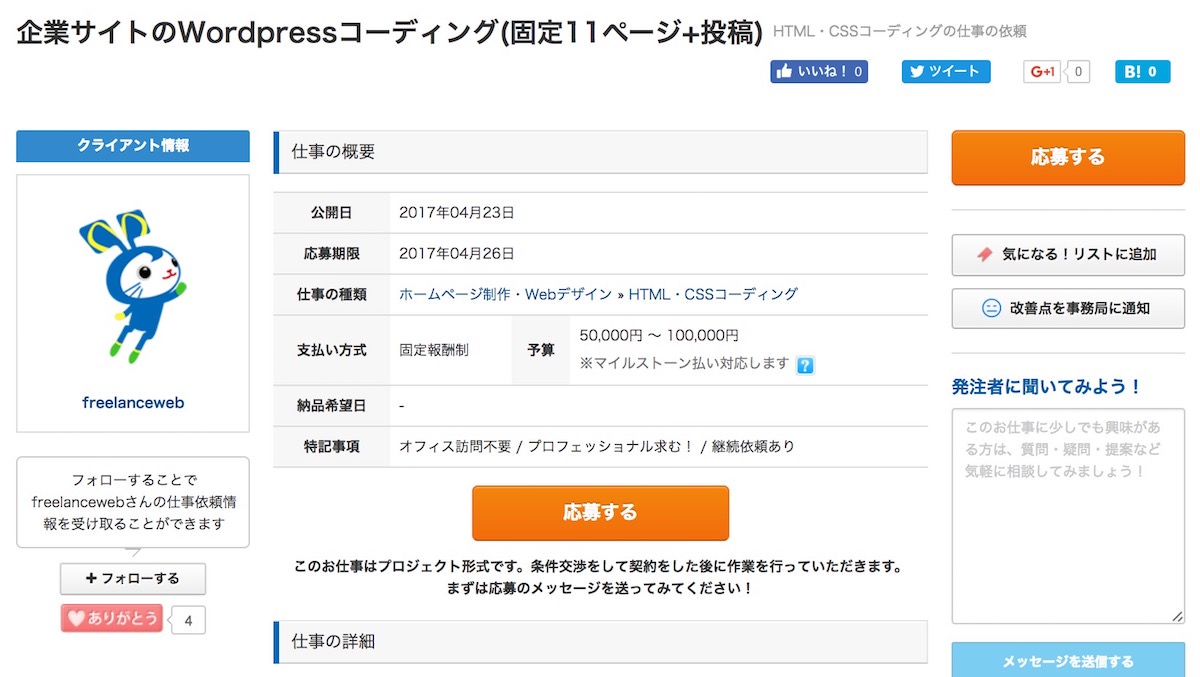 企業サイトのWordpressコーディング(固定11ページ+投稿) HTML・CSSコーディングの仕事の依頼
いいね！ 0 ツイート G+1 0 B! 0
クライアント情報
freelanceweb
フォローすることで
freelancewebさんの仕事依頼情
報を受け取ることができます
+フォローする
ありがとう 4
仕事の概要
公開日 2017年04月23日
応募期限 2017年04月26日
仕事の種類 ホームページ制作・Webデザイン » HTML・CSSコーディング
支払い方式 固定報酬制 予算 50,000円 〜 100,000円
※マイルストーン払い対応します ?
納品希望日 -
特記事項 オフィス訪問不要 / プロフェッショナル求む！ / 継続依頼あり
応募する
このお仕事はプロジェクト形式です。条件交渉をして契約をした後に作業を行っていただきます。
まずは応募のメッセージを送ってみてください！
仕事の詳細
応募する
気になる！リストに追加
改善点を事務局に通知
発注者に聞いてみよう！
このお仕事に少しでも興味があ
る方は、質問・疑問・提案など
気軽に相談してみましょう！
メッセージを送信する